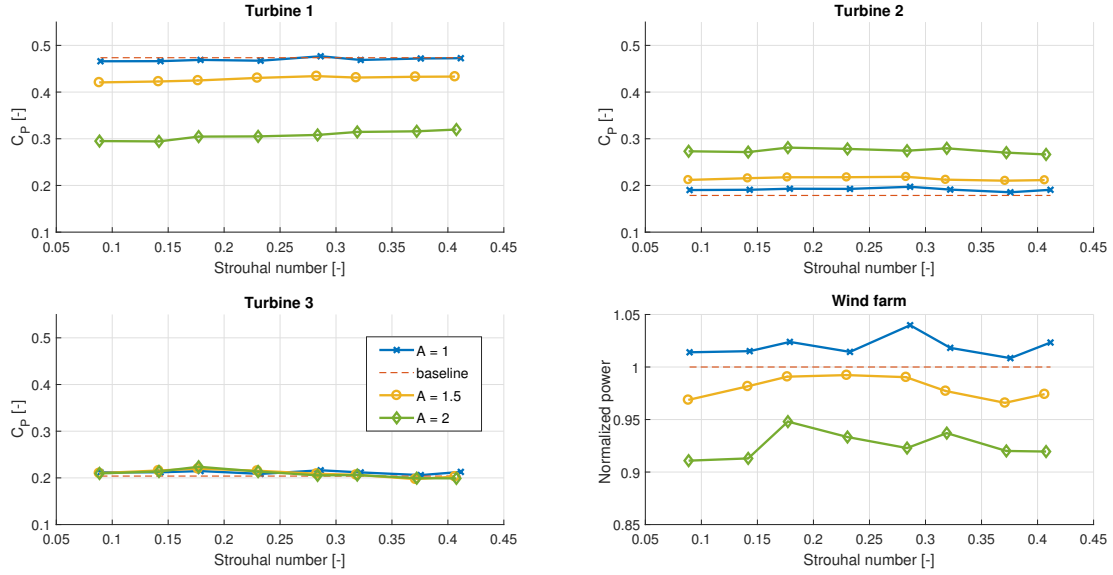 Turbine 1
0.5
0.4
0.3
0.2
0.1
C_P [-]
0.05 0.1 0.15 0.2 0.25 0.3 0.35 0.4 0.45
Strouhal number [-]
Turbine 2
0.5
0.4
0.3
0.2
0.1
C_P [-]
0.05 0.1 0.15 0.2 0.25 0.3 0.35 0.4 0.45
Strouhal number [-]
Turbine 3
0.5
0.4
0.3
0.2
0.1
C_P [-]
A = 1
baseline
A = 1.5
A = 2
0.05 0.1 0.15 0.2 0.25 0.3 0.35 0.4 0.45
Strouhal number [-]
Wind farm
1.05
1
0.95
0.9
0.85
Normalized power
0.05 0.1 0.15 0.2 0.25 0.3 0.35 0.4 0.45
Strouhal number [-]